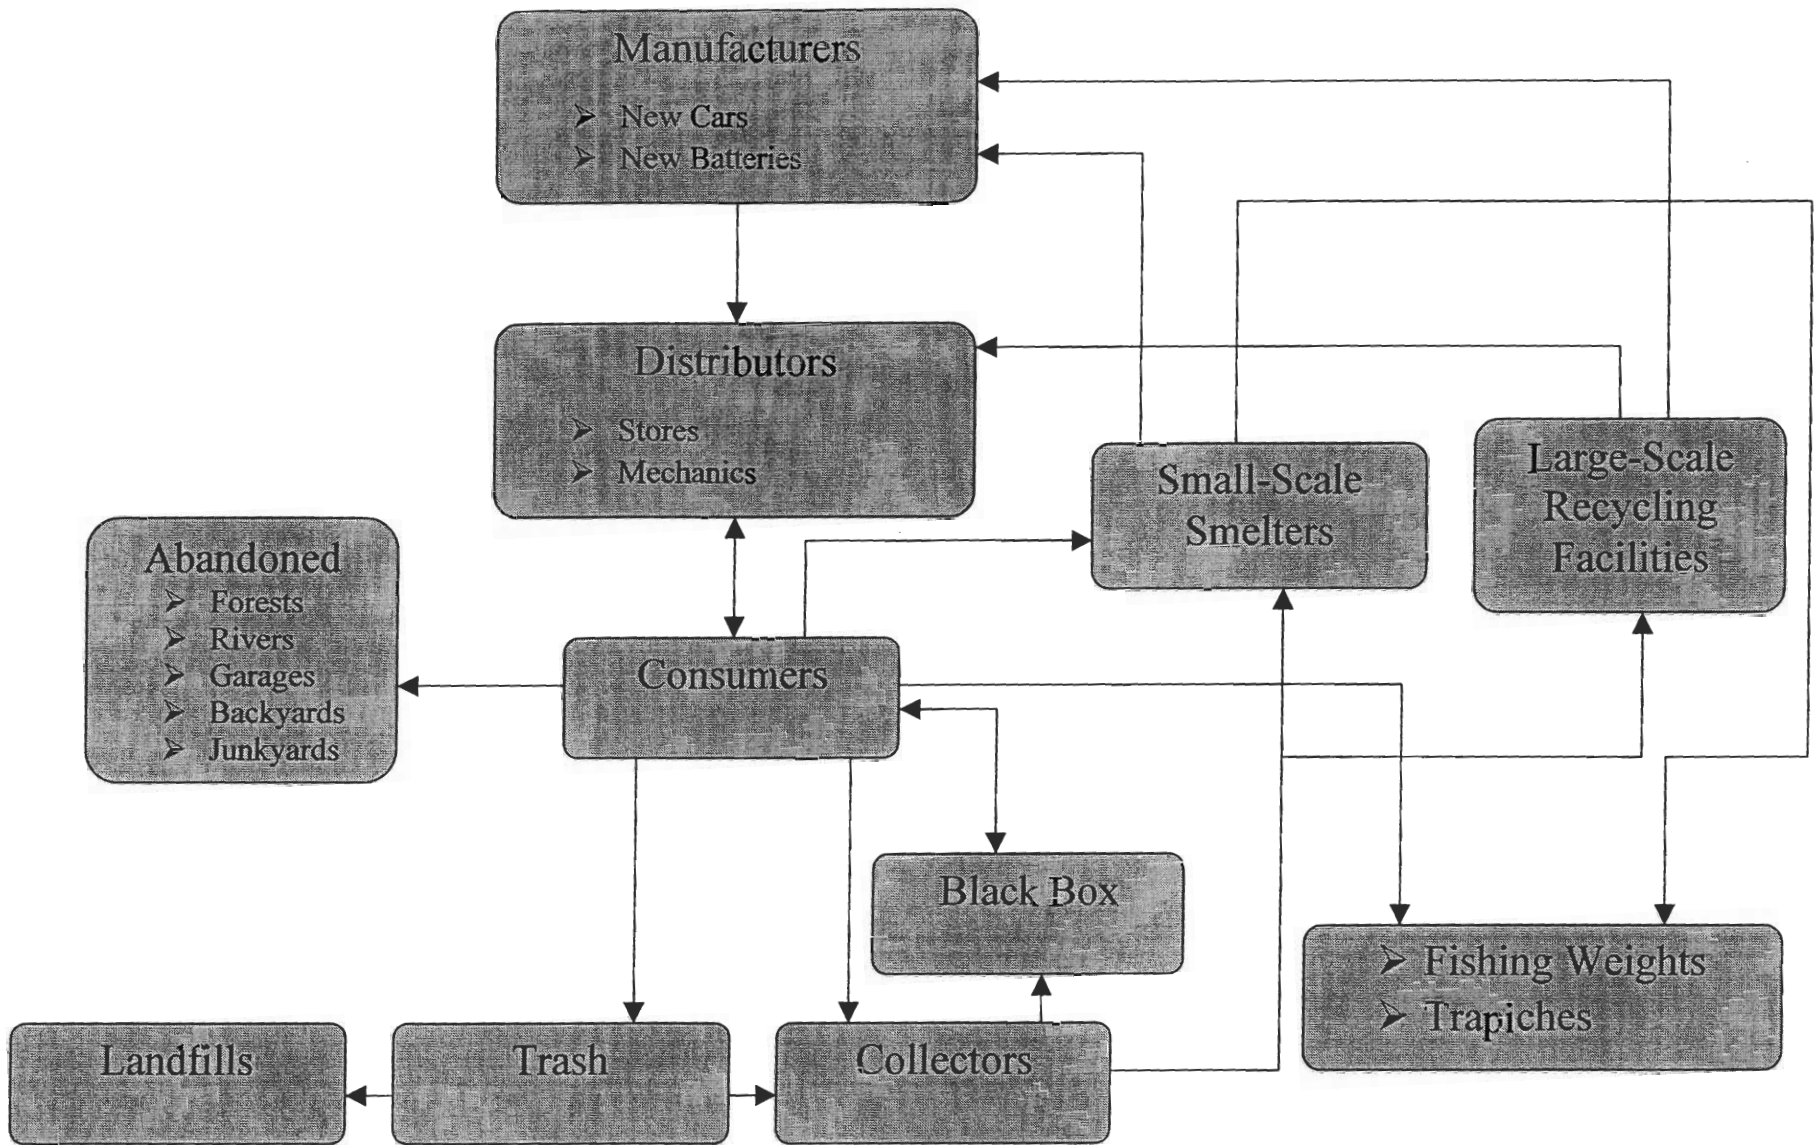 Manufacturers
➢ New Cars
➢ New Batteries
Distributors
➢ Stores
➢ Mechanics
Small-Scale
Smelters
Large-Scale
Recycling
Facilities
Abandoned
➢ Forests
➢ Rivers
➢ Garages
➢ Backyards
➢ Junkyards
Consumers
Black Box
➢ Fishing Weights
➢ Trapiches
Landfills
Trash
Collectors